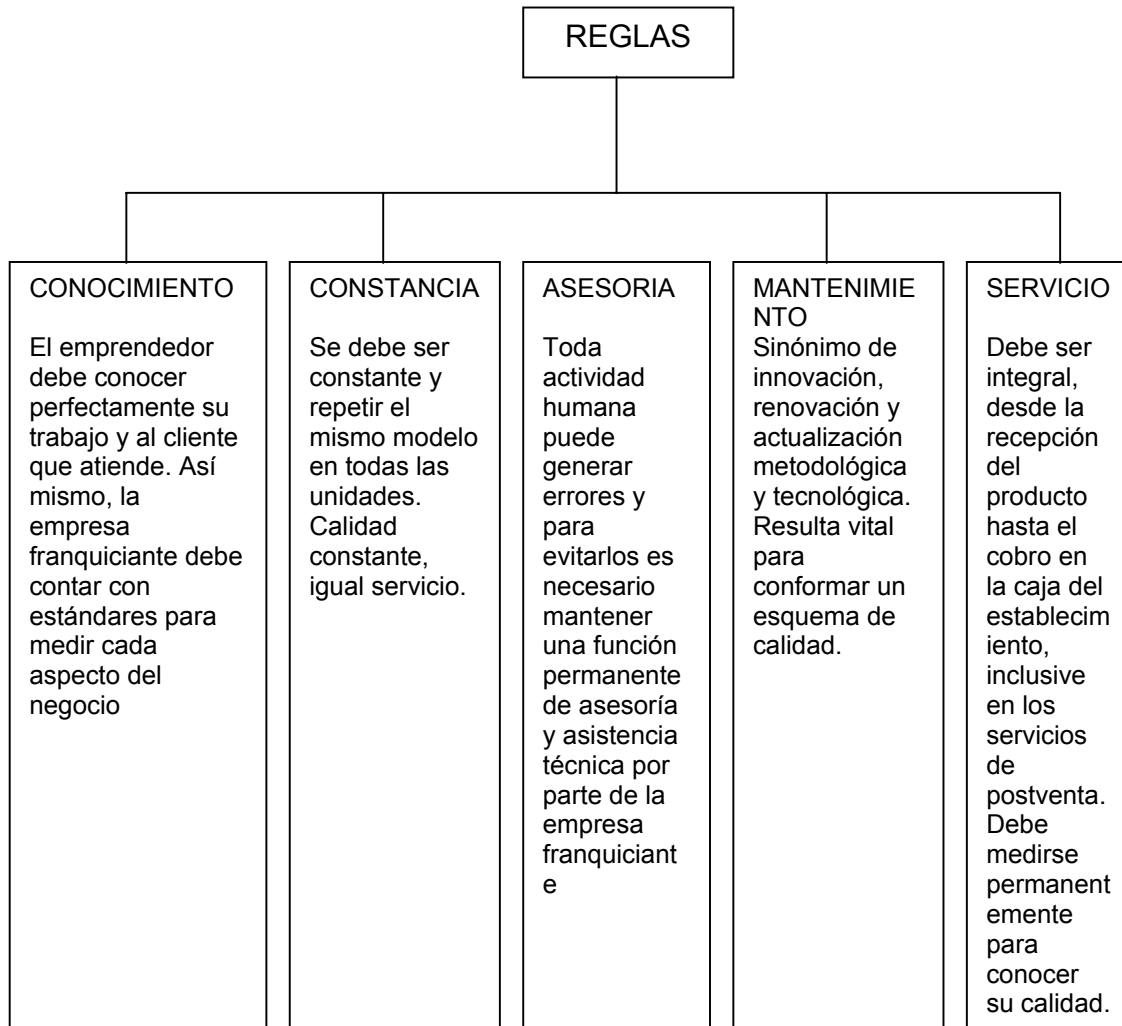 REGLAS
CONOCIMIENTO
El emprendedor
debe conocer
perfectamente su
trabajo y al cliente
que atiende. Así
mismo, la
empresa
franquiciante debe
contar con
estándares para
medir cada
aspecto del
negocio
CONSTANCIA
Se debe ser
constante y
repetir el
mismo modelo
en todas las
unidades.
Calidad
constante,
igual servicio.
ASESORIA
Toda
actividad
humana
puede
generar
errores y
para
evitarlos es
necesario
mantener
una función
permanente
de asesoría
y asistencia
técnica por
parte de la
empresa
franquiciant
e
MANTENIMIE
NTO
Sinónimo de
innovación,
renovación y
actualización
metodológica
y tecnológica.
Resulta vital
para
conformar un
esquema de
calidad.
SERVICIO
Debe ser
integral,
desde la
recepción
del
producto
hasta el
cobro en
la caja del
establecim
iento,
inclusive
en los
servicios
de
postventa.
Debe
medirse
permanent
emente
para
conocer
su calidad.